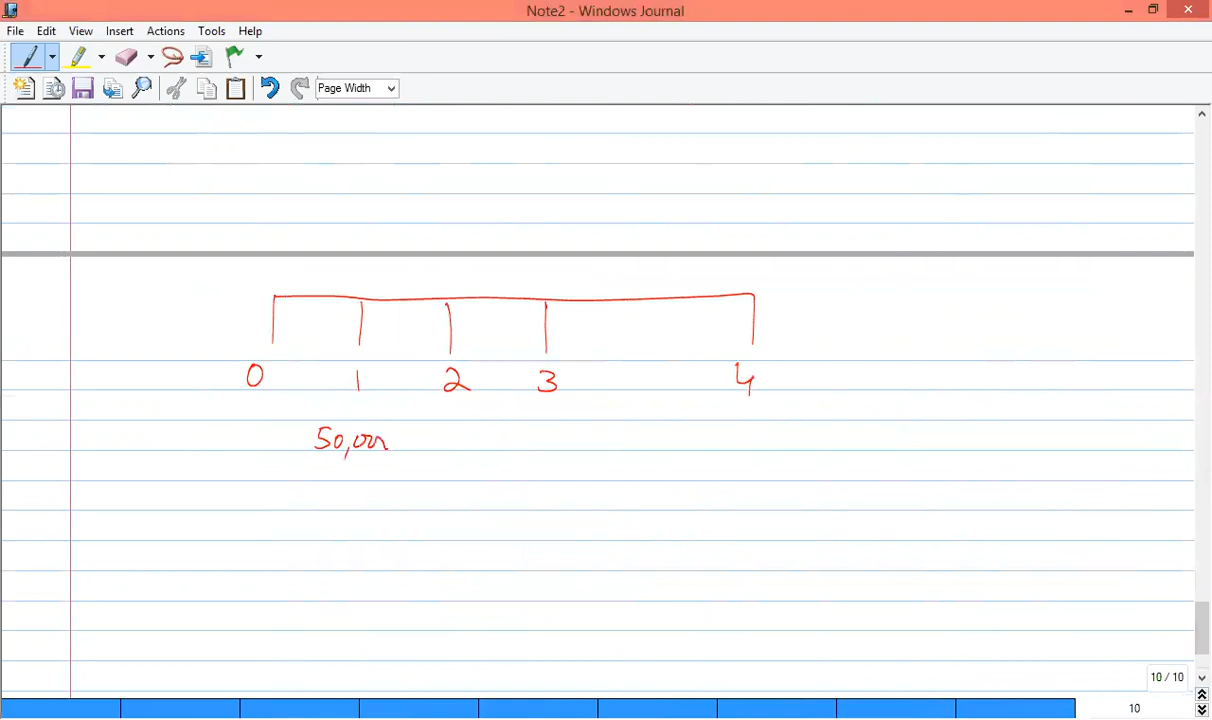 Note2 - Windows Journal
File Edit View Insert Actions Tools Help
Page Width
0 1 2 3 4
50,000
10 / 10
10